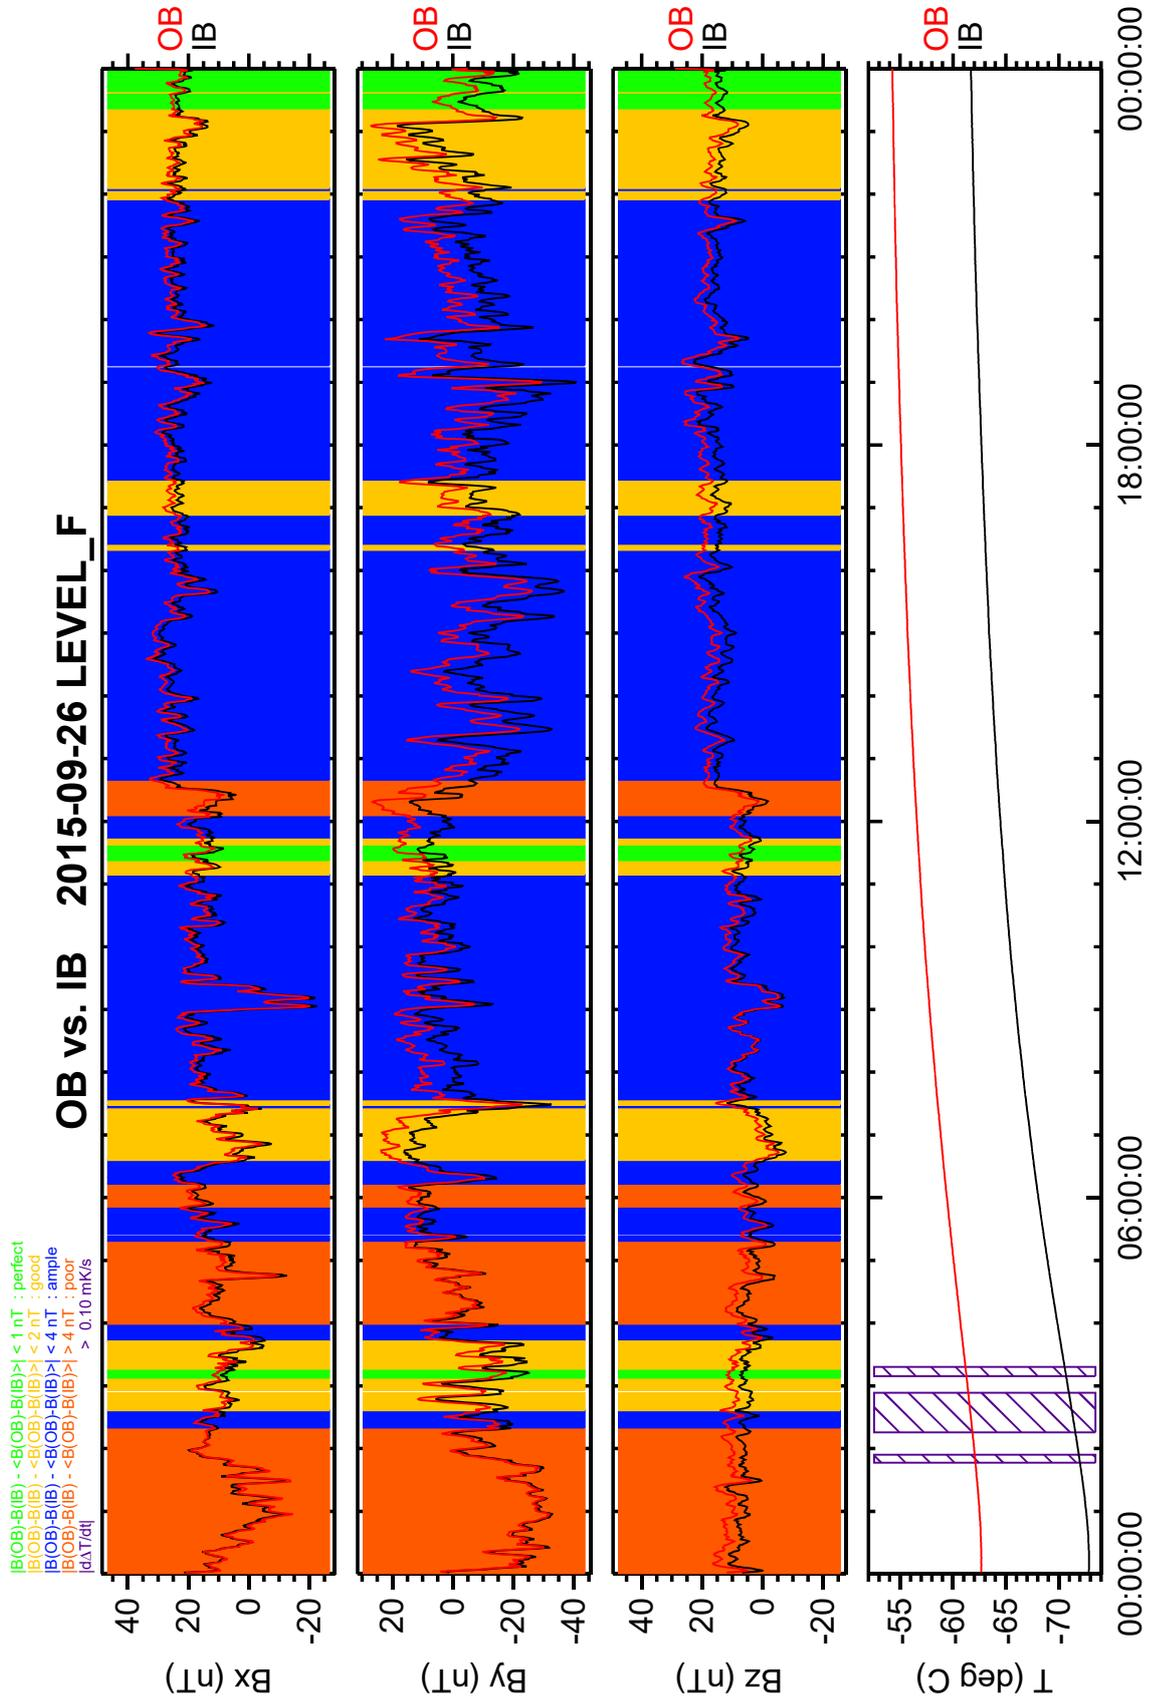 |B(OB)-B(IB) - <B(OB)-B(IB)>| < 1 nT : perfect
|B(OB)-B(IB) - <B(OB)-B(IB)>| < 2 nT : good
|B(OB)-B(IB) - <B(OB)-B(IB)>| < 4 nT : ample
|B(OB)-B(IB) - <B(OB)-B(IB)>| > 4 nT : poor
|dΔT/dt| > 0.10 mK/s
OB vs. IB 2015-09-26 LEVEL_F
Bx (nT)
40
20
0
-20
OB
IB
By (nT)
20
0
-20
-40
OB
IB
Bz (nT)
40
20
0
-20
OB
IB
T (deg C)
-55
-60
-65
-70
OB
IB
00:00:00
06:00:00
12:00:00
18:00:00
00:00:00